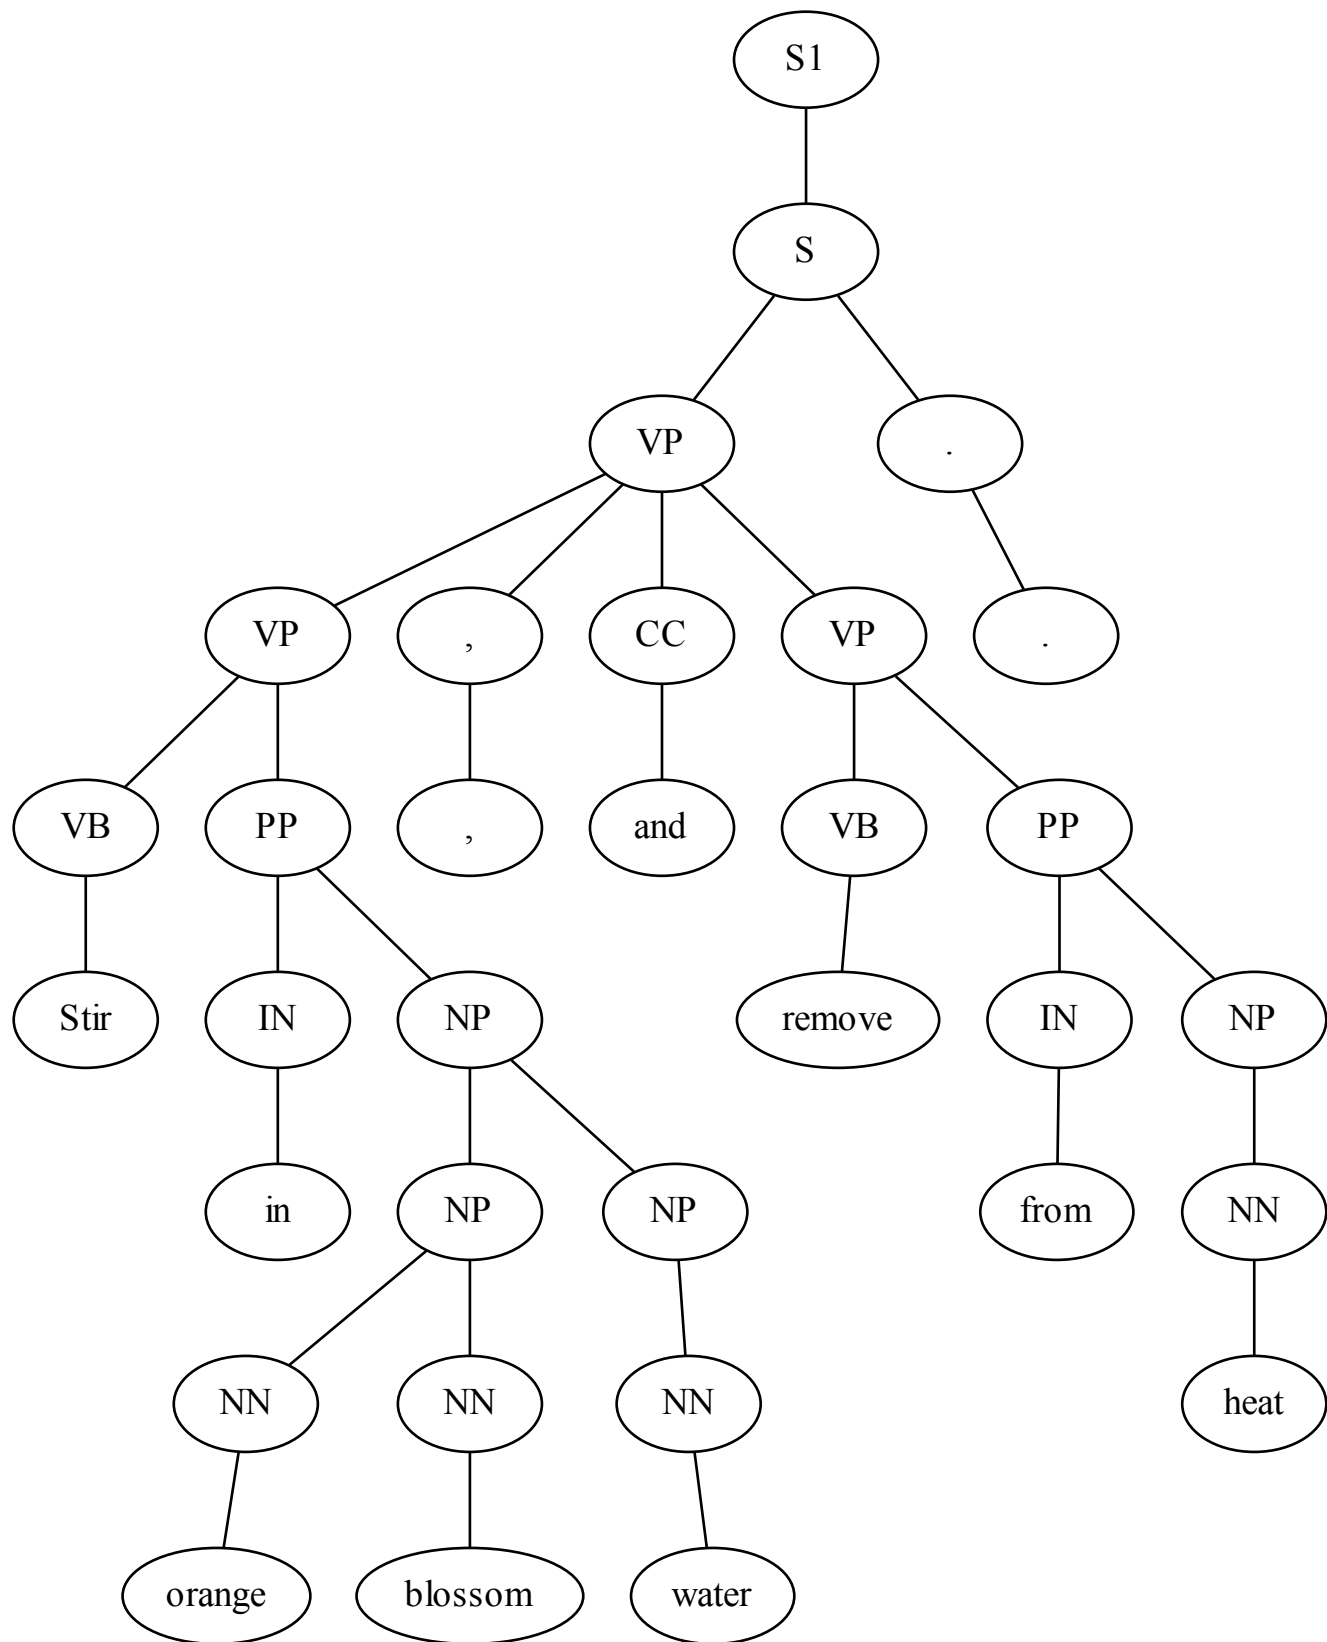 S1
S
VP .
VP , CC VP .
VB PP , and VB PP
Stir IN NP remove IN NP
in NP NP from NN
NN NN NN heat
orange blossom water